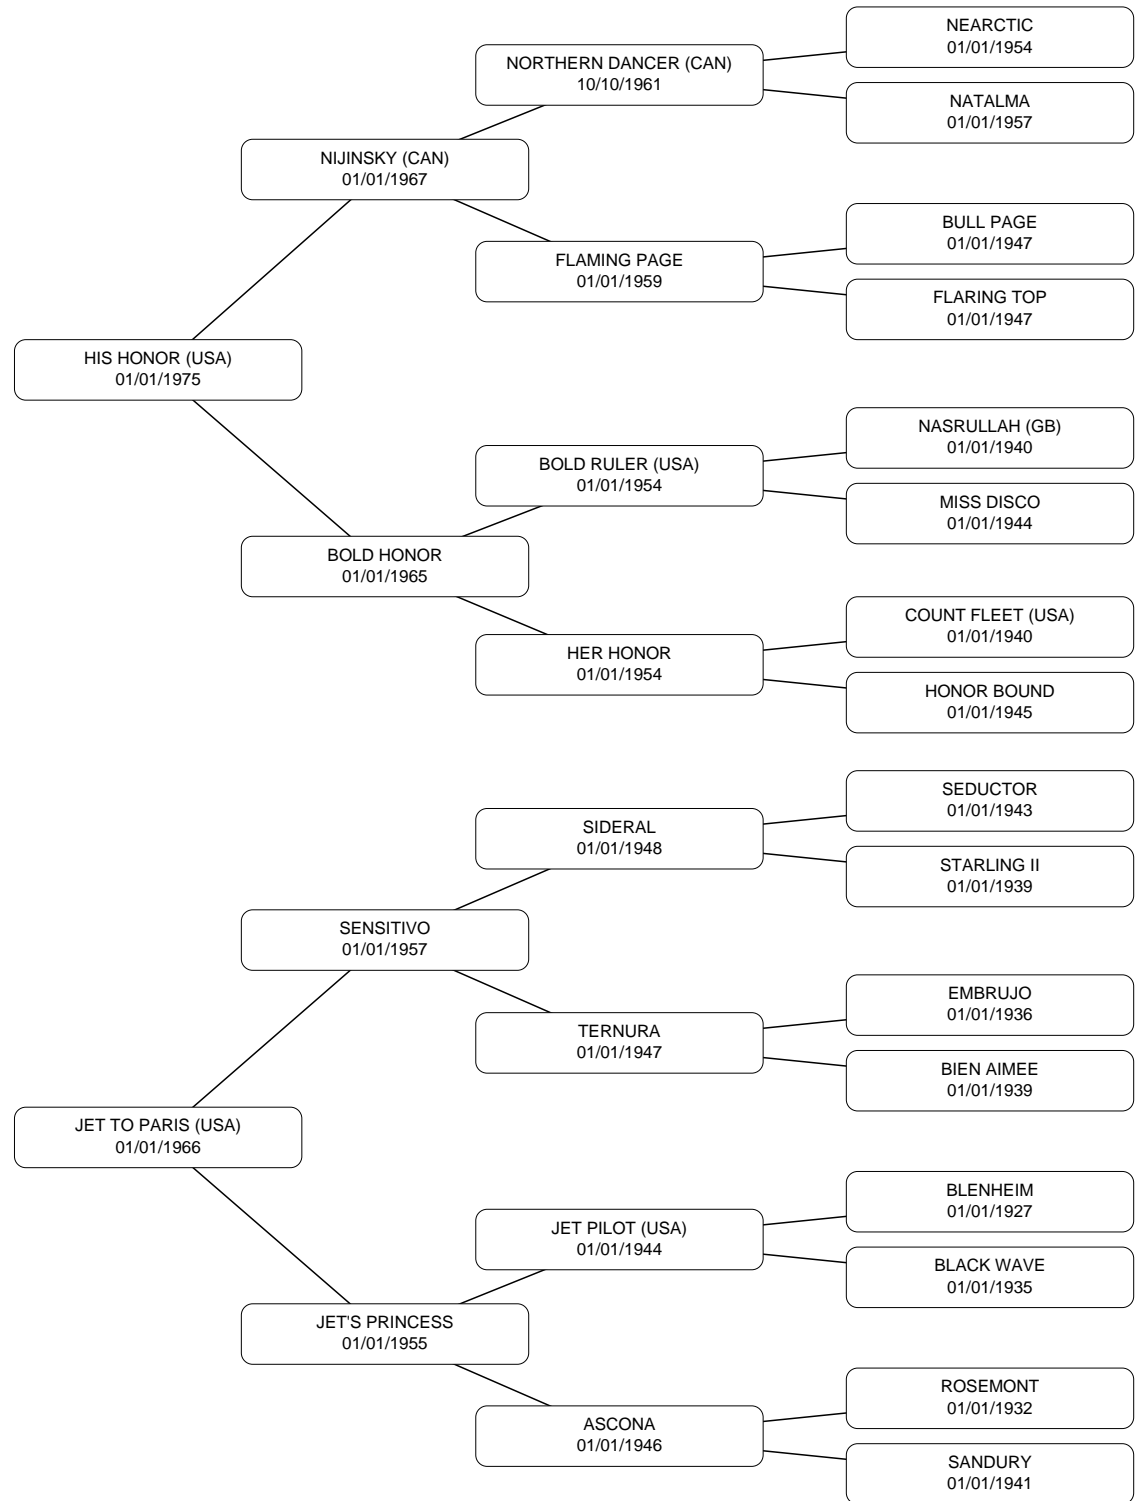 NEARCTIC
01/01/1954
NORTHERN DANCER (CAN)
10/10/1961
NATALMA
01/01/1957
NIJINSKY (CAN)
01/01/1967
BULL PAGE
01/01/1947
FLAMING PAGE
01/01/1959
FLARING TOP
01/01/1947
HIS HONOR (USA)
01/01/1975
NASRULLAH (GB)
01/01/1940
BOLD RULER (USA)
01/01/1954
MISS DISCO
01/01/1944
BOLD HONOR
01/01/1965
COUNT FLEET (USA)
01/01/1940
HER HONOR
01/01/1954
HONOR BOUND
01/01/1945
SEDUCTOR
01/01/1943
SIDERAL
01/01/1948
STARLING II
01/01/1939
SENSITIVO
01/01/1957
EMBRUJO
01/01/1936
TERNURA
01/01/1947
BIEN AIMEE
01/01/1939
JET TO PARIS (USA)
01/01/1966
BLENHEIM
01/01/1927
JET PILOT (USA)
01/01/1944
BLACK WAVE
01/01/1935
JET'S PRINCESS
01/01/1955
ROSEMONT
01/01/1932
ASCONA
01/01/1946
SANDURY
01/01/1941